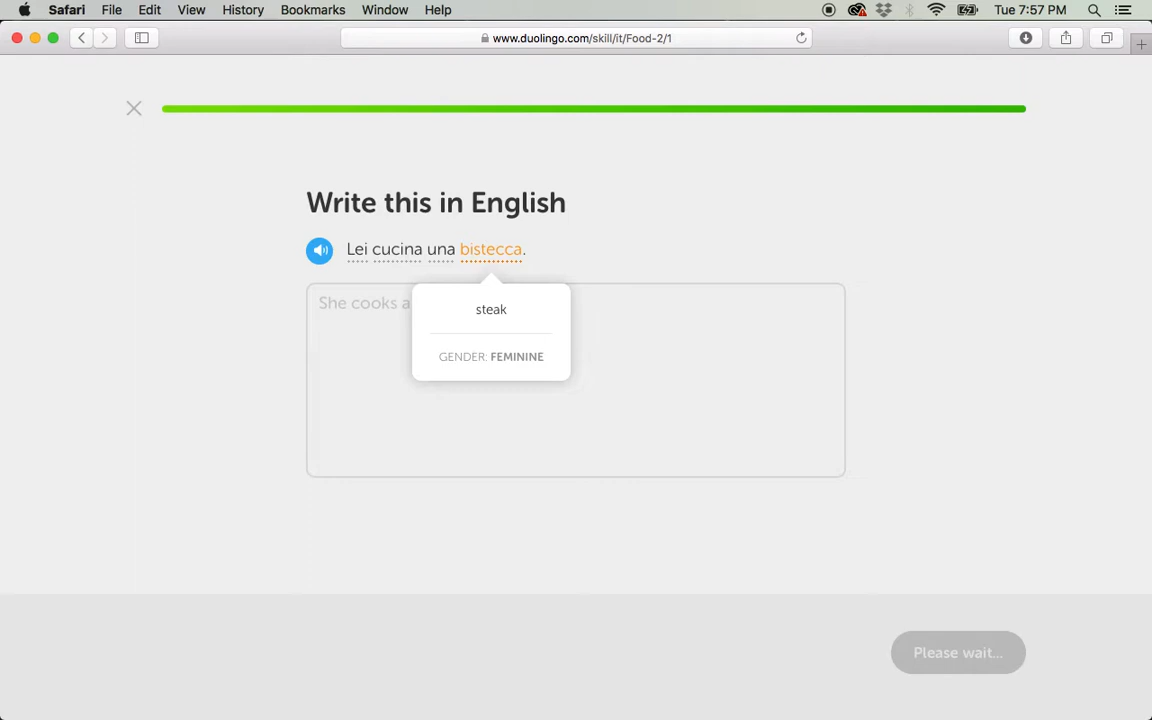 Safari File Edit View History Bookmarks Window Help Tue 7:57 PM
www.duolingo.com/skill/it/Food-2/1
Write this in English
Lei cucina una bistecca.
She cooks a
steak
GENDER: FEMININE
Please wait...